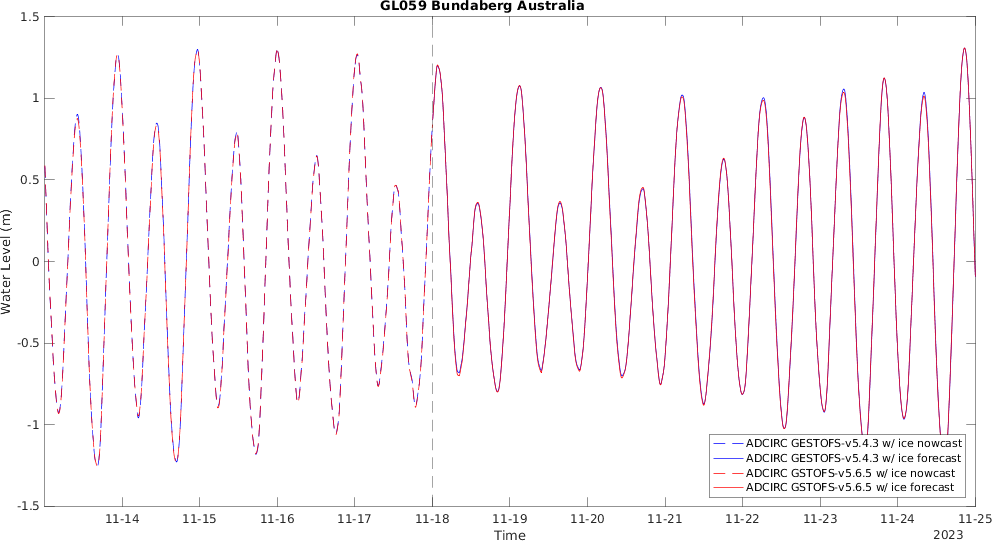 GL059 Bundaberg Australia
1.5
1
0.5
0
-0.5
-1
-1.5
Water Level (m)
11-14 11-15 11-16 11-17 11-18 11-19 11-20 11-21 11-22 11-23 11-24 11-25
Time
2023
ADCIRC GESTOFS-v5.4.3 w/ ice nowcast
ADCIRC GESTOFS-v5.4.3 w/ ice forecast
ADCIRC GSTOFS-v5.6.5 w/ ice nowcast
ADCIRC GSTOFS-v5.6.5 w/ ice forecast